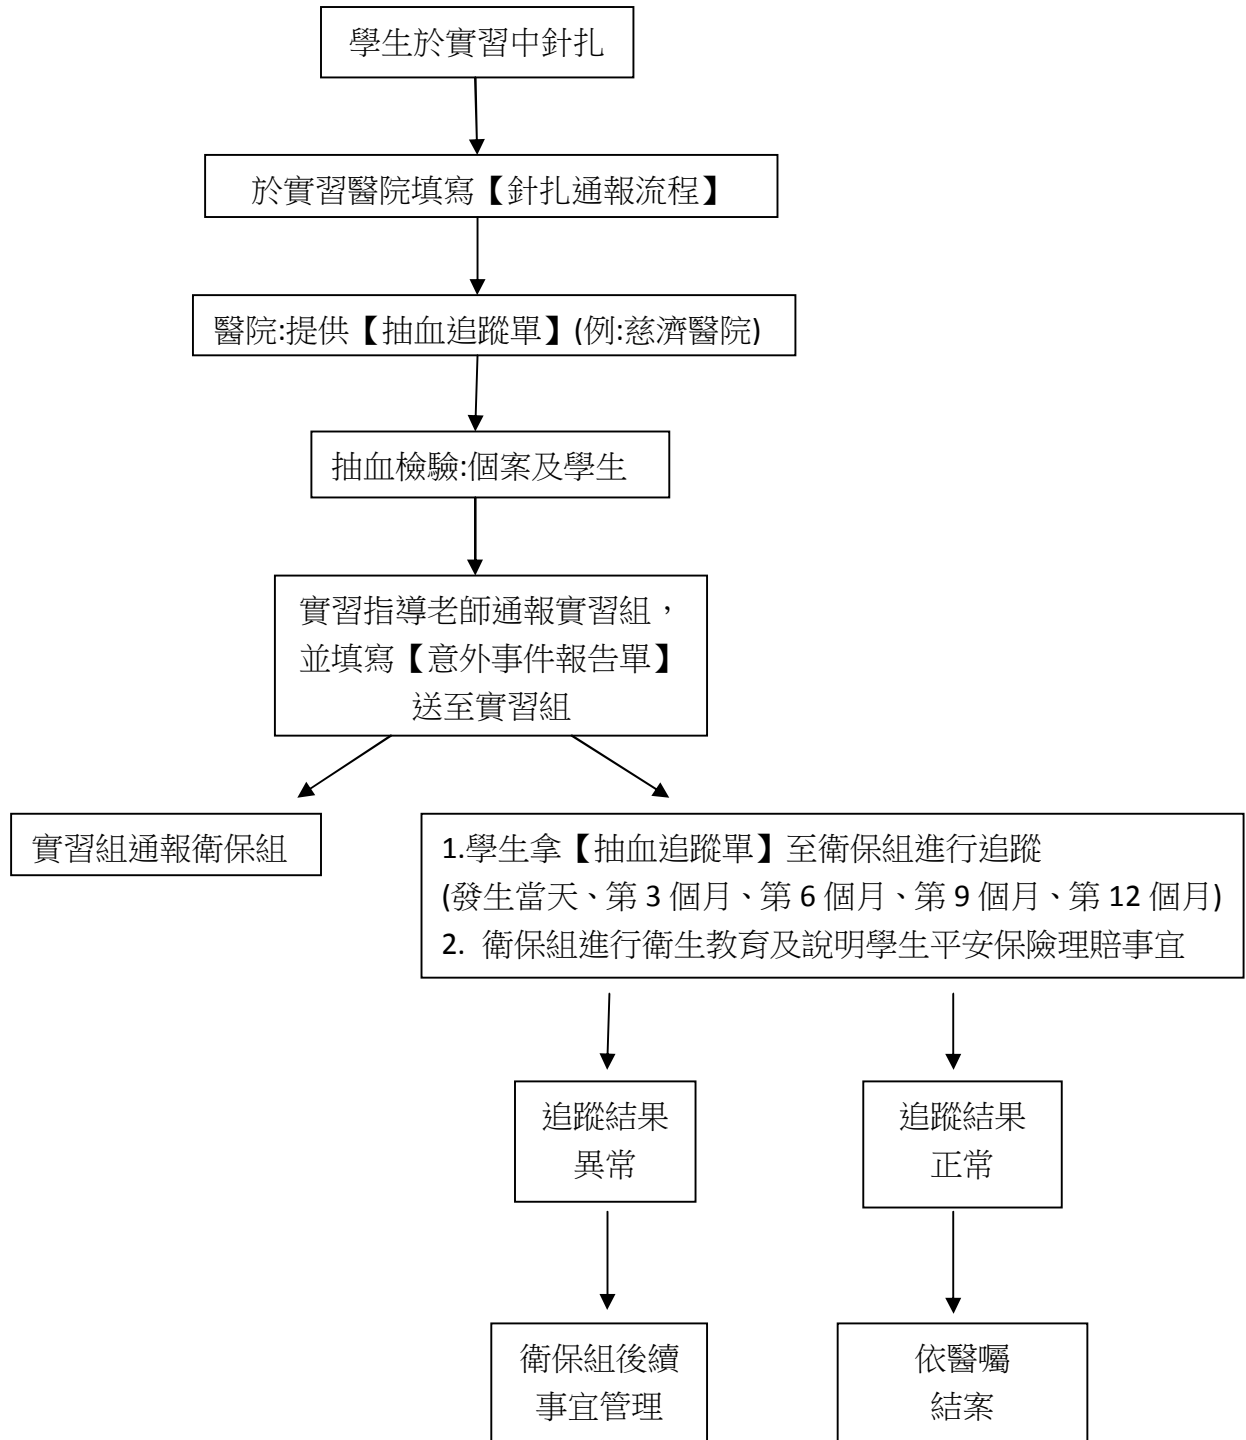 學生於實習中針扎
於實習醫院填寫【針扎通報流程】
醫院:提供【抽血追蹤單】(例:慈濟醫院)
抽血檢驗:個案及學生
實習指導老師通報實習組，
並填寫【意外事件報告單】
送至實習組
實習組通報衛保組
1.學生拿【抽血追蹤單】至衛保組進行追蹤
(發生當天、第 3 個月、第 6 個月、第 9 個月、第 12 個月)
2. 衛保組進行衛生教育及說明學生平安保險理賠事宜
追蹤結果
異常
追蹤結果
正常
衛保組後續
事宜管理
依醫囑
結案